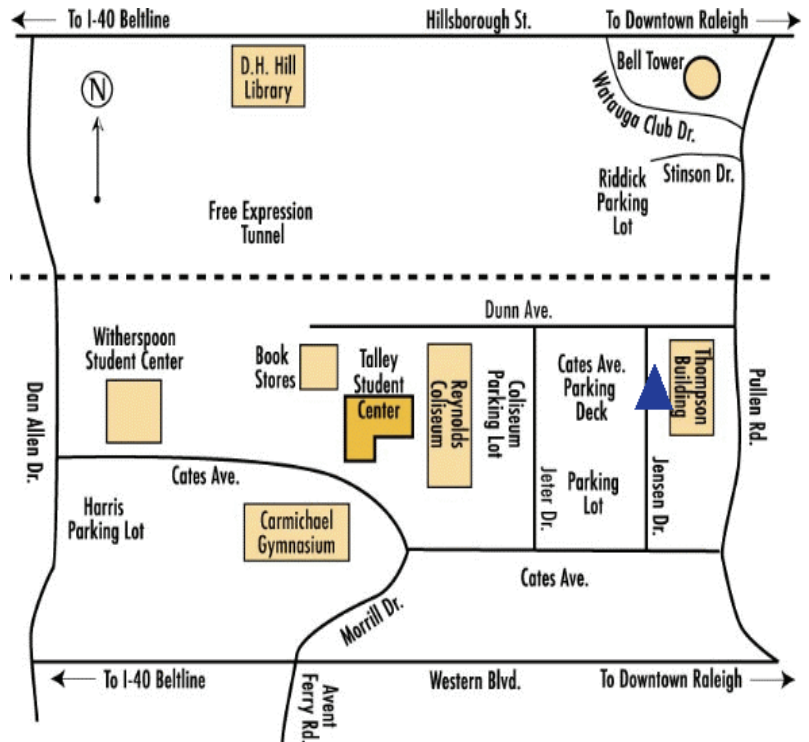 To I-40 Beltline
Hillsborough St.
To Downtown Raleigh
D.H. Hill
Library
Bell Tower
N
Watauga Club Dr.
Stinson Dr.
Riddick
Parking
Lot
Free Expression
Tunnel
Dunn Ave.
Witherspoon
Student Center
Book
Stores
Talley
Student
Center
Reynolds
Coliseum
Coliseum
Parking Lot
Cates Ave.
Parking
Deck
Thompson
Building
Pullen Rd.
Dan Allen Dr.
Cates Ave.
Harris
Parking Lot
Carmichael
Gymnasium
Jeter Dr.
Parking
Lot
Jensen Dr.
Cates Ave.
Morrill Dr.
To I-40 Beltline
Avent
Ferry Rd.
Western Blvd.
To Downtown Raleigh